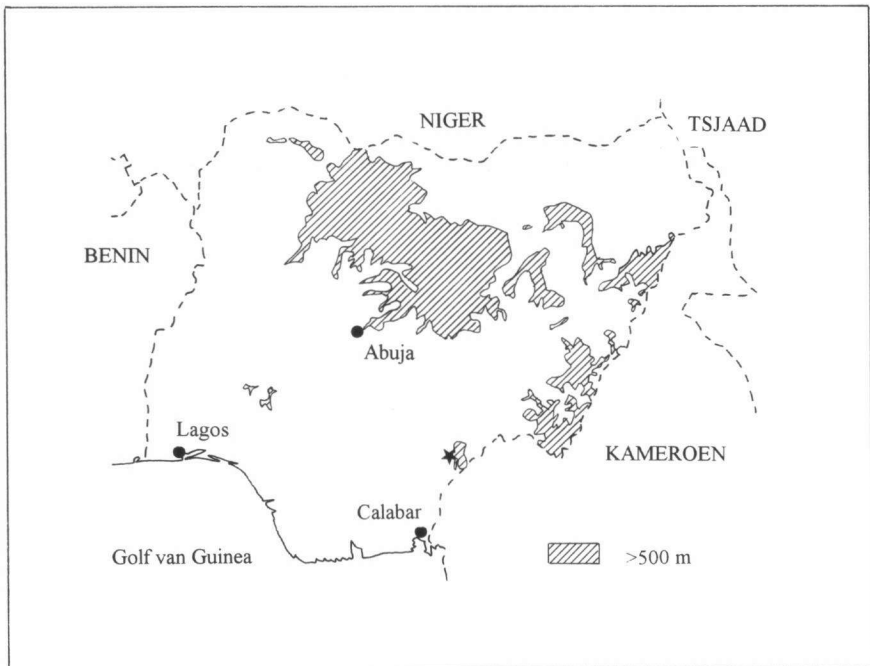 NIGER
TSJAAD
BENIN
Abuja
Lagos
KAMEROEN
Calabar
Golf van Guinea
>500 m